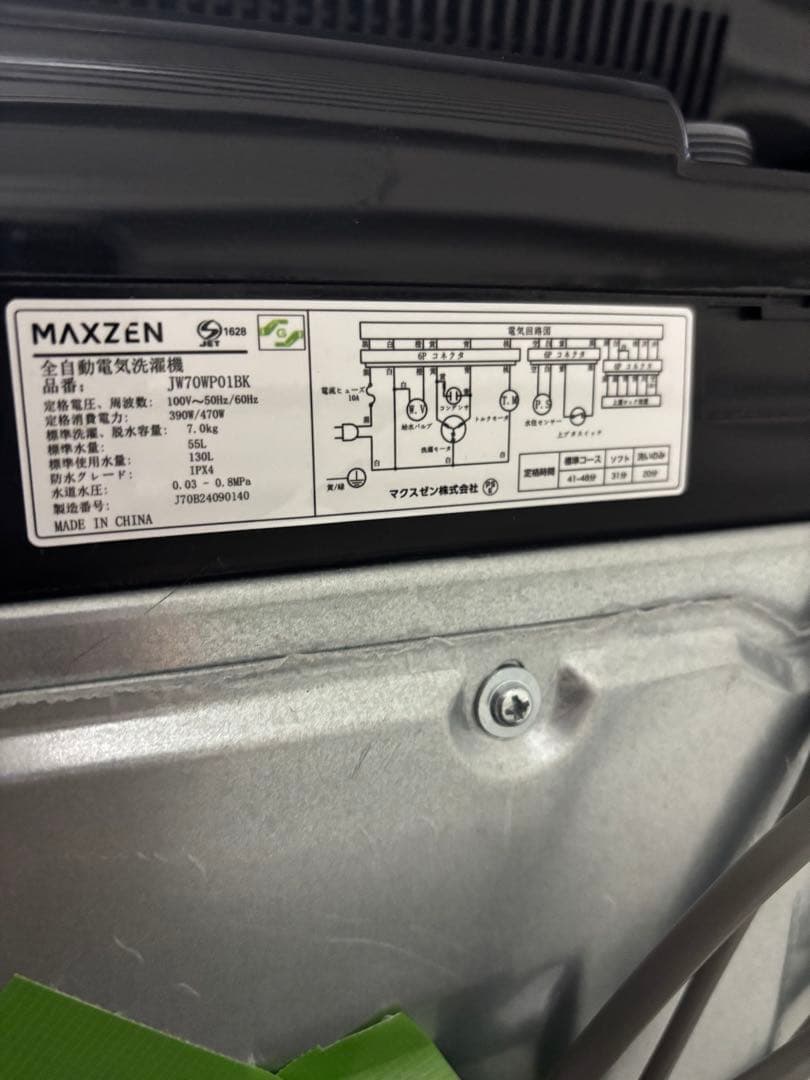 MAXZEN
JET
1628
G
全自動電気洗濯機
品番: JW70WP01BK
定格電圧、周波数: 100V～50Hz/60Hz
定格消費電力: 390W/470W
標準洗濯、脱水容量: 7.0kg
標準水量: 55L
標準使用水量: 130L
防水グレード: IPX4
水道水圧: 0.03 - 0.8MPa
製造番号: J70B24090140
MADE IN CHINA
電気回路図
6P コネクタ
6P コネクタ
6P コネクタ
電流ヒューズ
10A
W.V
給水バルブ
コンデンサ
洗濯モータ
T.M
トルクモータ
P.S
水位センサー
上ブタスイッチ
黄/緑
白
白
白
定格時間
標準コース
ソフト
洗いのみ
41-48分
31分
20分
マクスゼン株式会社